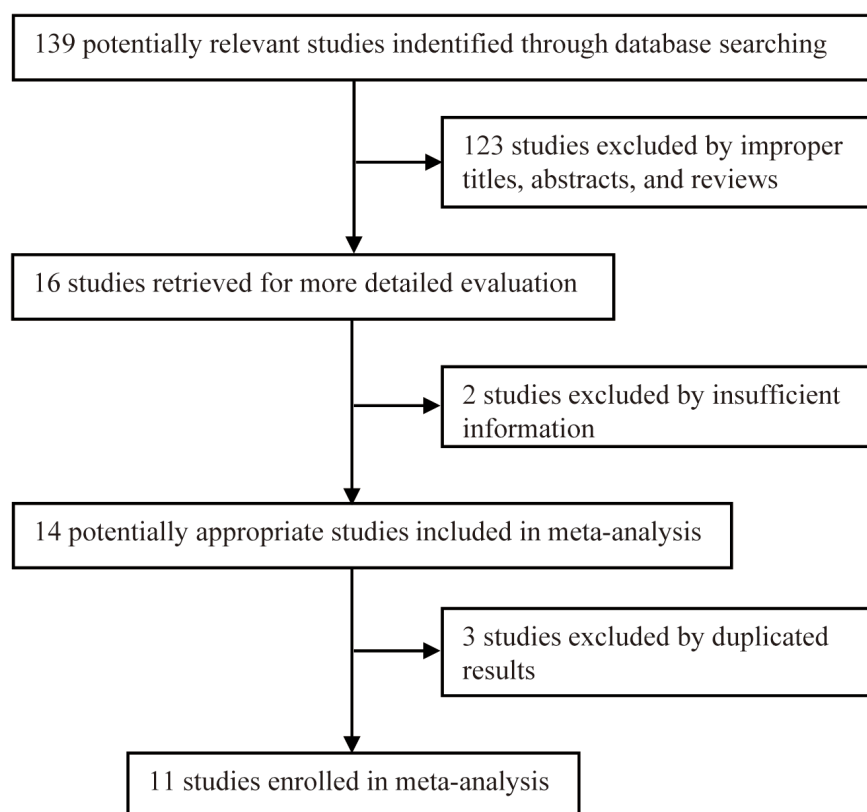 139 potentially relevant studies indentified through database searching
123 studies excluded by improper
titles, abstracts, and reviews
16 studies retrieved for more detailed evaluation
2 studies excluded by insufficient
information
14 potentially appropriate studies included in meta-analysis
3 studies excluded by duplicated
results
11 studies enrolled in meta-analysis